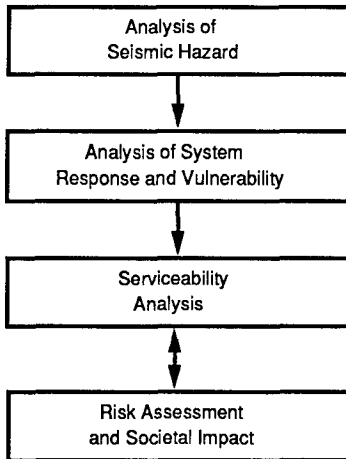 Analysis of
Seismic Hazard
Analysis of System
Response and Vulnerability
Serviceability
Analysis
Risk Assessment
and Societal Impact